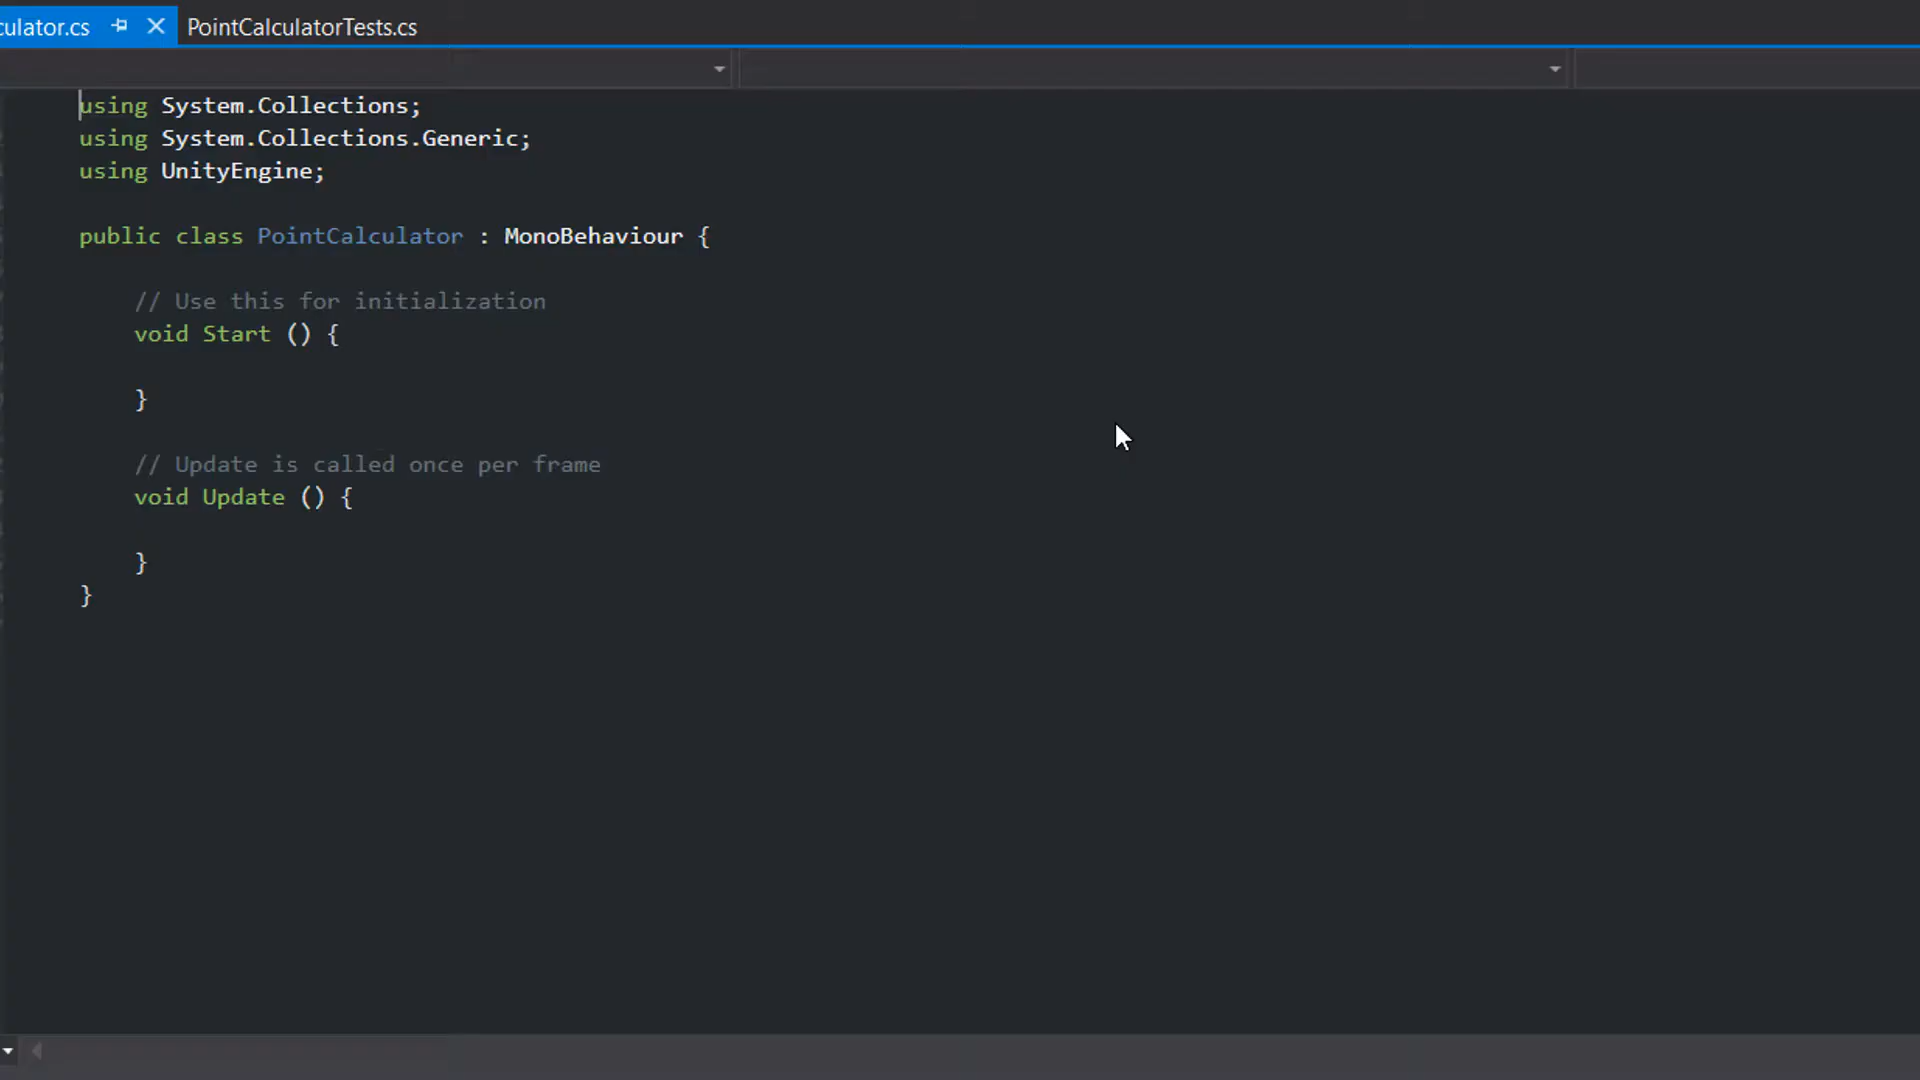 culator.cs PointCalculatorTests.cs
using System.Collections;
using System.Collections.Generic;
using UnityEngine;
public class PointCalculator : MonoBehaviour {
// Use this for initialization
void Start () {
}
// Update is called once per frame
void Update () {
}
}